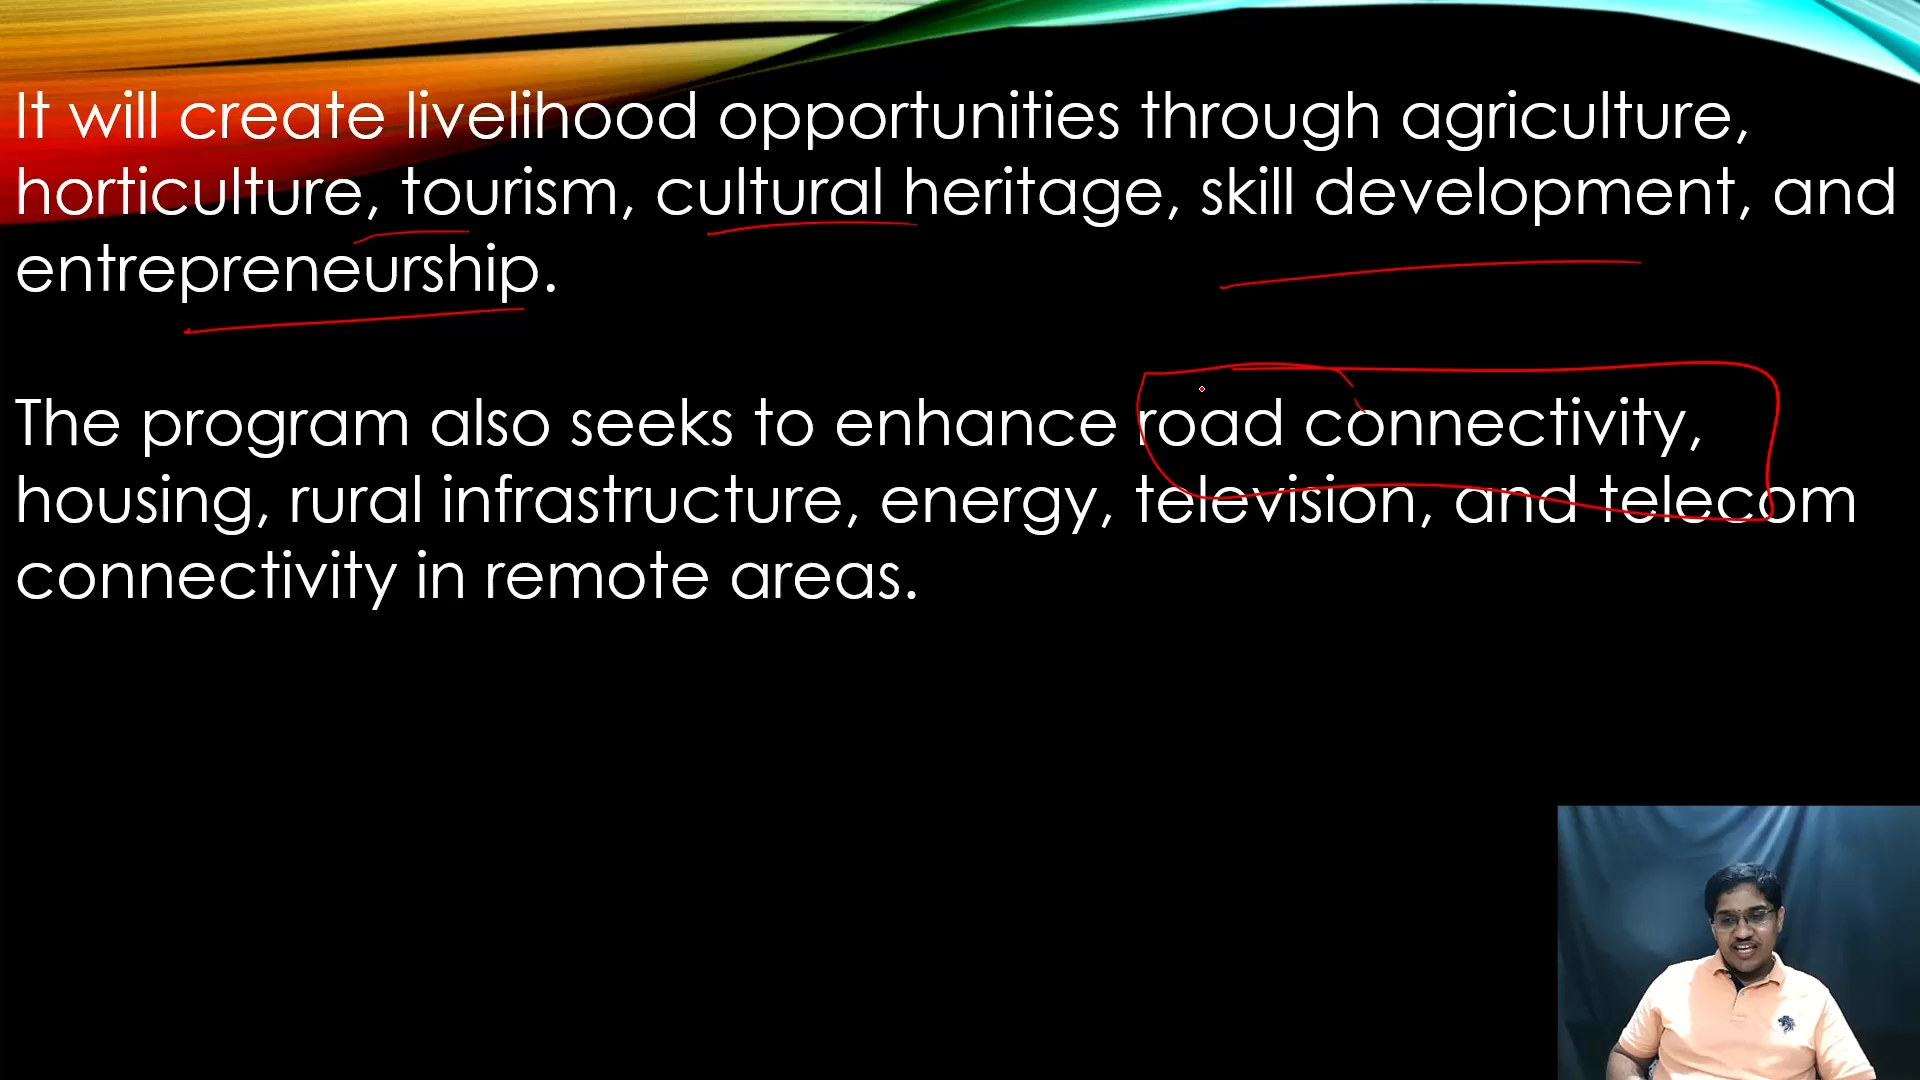 It will create livelihood opportunities through agriculture,
horticulture, tourism, cultural heritage, skill development, and
entrepreneurship.
The program also seeks to enhance road connectivity,
housing, rural infrastructure, energy, television, and telecom
connectivity in remote areas.